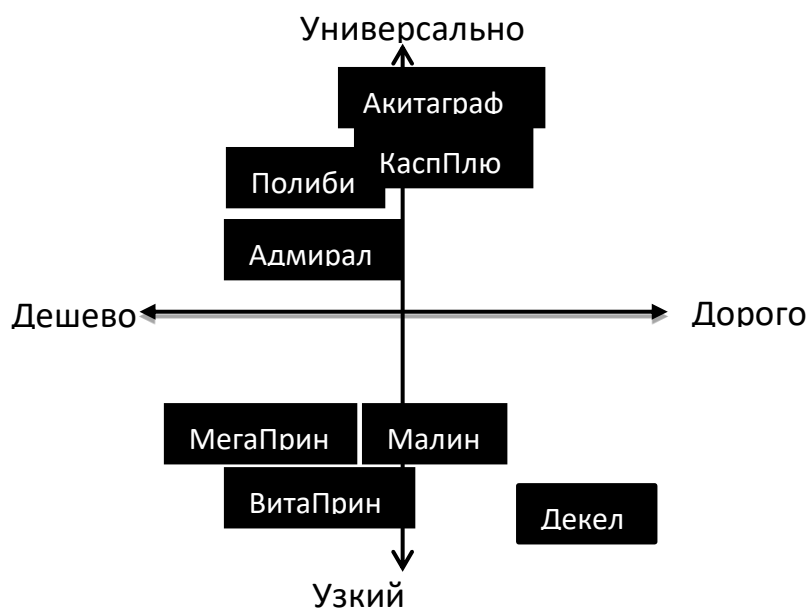 Универсально
Акитаграф
КаспПлю
Полиби
Адмирал
Дешево
Дорого
МегаПрин
Малин
ВитаПрин
Декел
Узкий